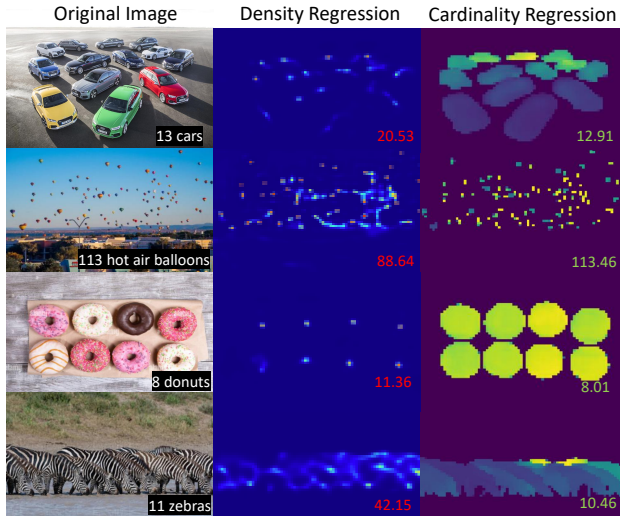 Original Image Density Regression Cardinality Regression
13 cars 20.53 12.91
113 hot air balloons 88.64 113.46
8 donuts 11.36 8.01
11 zebras 42.15 10.46